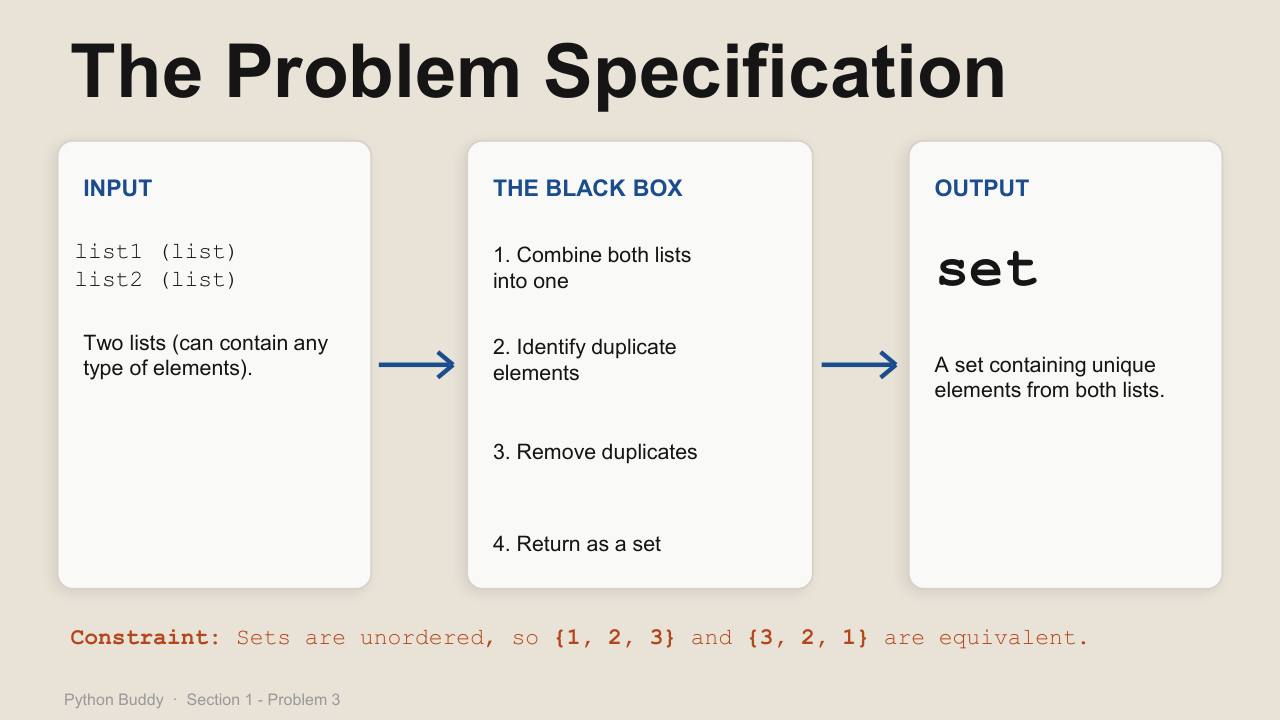 The Problem Specification
INPUT
list1 (list)
list2 (list)
Two lists (can contain any
type of elements).
THE BLACK BOX
1. Combine both lists
into one
2. Identify duplicate
elements
3. Remove duplicates
4. Return as a set
OUTPUT
set
A set containing unique
elements from both lists.
Constraint: Sets are unordered, so {1, 2, 3} and {3, 2, 1} are equivalent.
Python Buddy · Section 1 - Problem 3